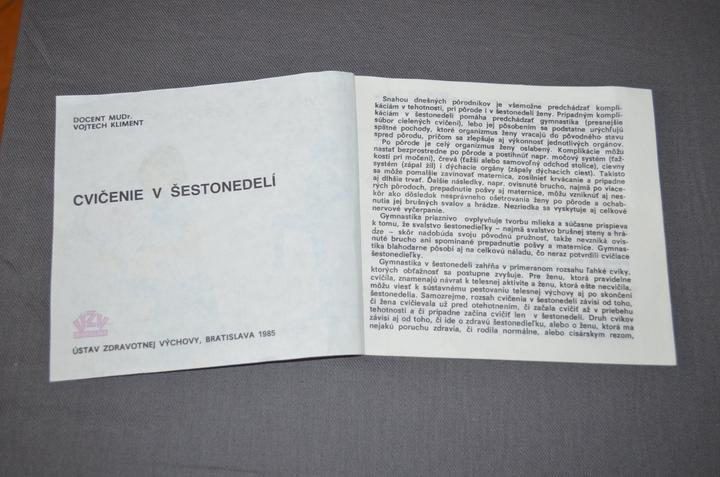 DOCENT MUDr.
VOJTECH KLIMENT
CVIČENIE V ŠESTONEDELÍ
ÚZV
ÚSTAV ZDRAVOTNEJ VÝCHOVY, BRATISLAVA 1985
Snahou dnešných pôrodníkov je všemožne predchádzať kompli-
káciám v tehotnosti, pri pôrode i v šestonedelí ženy. Prípadným kompli-
káciám v šestonedelí pomáha predchádzať gymnastika (presnejšie
súbor cielených cvičení), lebo jej pôsobením sa podstatne urýchľujú
spätné pochody, ktoré organizmus ženy vracajú do pôvodného stavu
spred pôrodu, pričom sa zlepšuje aj výkonnosť jednotlivých orgánov.
Po pôrode je celý organizmus ženy oslabený. Komplikácie môžu
nastať bezprostredne po pôrode a postihnúť napr. močový systém (ťaž-
kosti pri močení), črevá (ťažší alebo samovoľný odchod stolice), cievny
systém (zápal žíl) i dýchacie orgány (zápaly dýchacích ciest). Takisto
sa môže pomalšie zavinovať maternica, zosilnieť krvácanie a prípadne
aj dlhšie trvať. Ďalšie následky, napr. ovisnuté brucho, najmä po viace-
rých pôrodoch, prepadnutie pošvy aj maternice, môžu vzniknúť aj nes-
kôr ako dôsledok nesprávneho ošetrovania ženy po pôrode a ochab-
nutia jej brušných svalov a hrádze. Nezriedka sa vyskytuje aj celkové
nervové vyčerpanie.
Gymnastika priaznivo ovplyvňuje tvorbu mlieka a súčasne prispieva
k tomu, že svalstvo šestonedieľky – najmä svalstvo brušnej steny a hrá-
dze – skôr nadobúda svoju pôvodnú pružnosť, takže nevzniká ovis-
nuté brucho ani spomínané prepadnutie pošvy a maternice. Gymnas-
tika blahodarne pôsobí aj na celkovú náladu, čo neraz potvrdili cvičiace
šestonedieľky.
Gymnastika v šestonedelí zahŕňa v primeranom rozsahu ľahké cviky,
ktorých obťažnosť sa postupne zvyšuje. Pre ženu, ktorá pravidelne
cvičila, znamenajú návrat k telesnej aktivite a ženu, ktorá ešte necvičila,
môžu viesť k sústavnému pestovaniu telesnej výchovy aj po skončení
šestonedelia. Samozrejme, rozsah cvičenia v šestonedelí závisí od toho,
či žena cvičievala už pred otehotnením, či začala cvičiť až v priebehu
tehotnosti a či prípadne začína cvičiť len v šestonedelí. Druh cvikov
závisí aj od toho, či ide o zdravú šestonedieľku, alebo o ženu, ktorá má
nejakú poruchu zdravia, či rodila normálne, alebo cisárskym rezom,